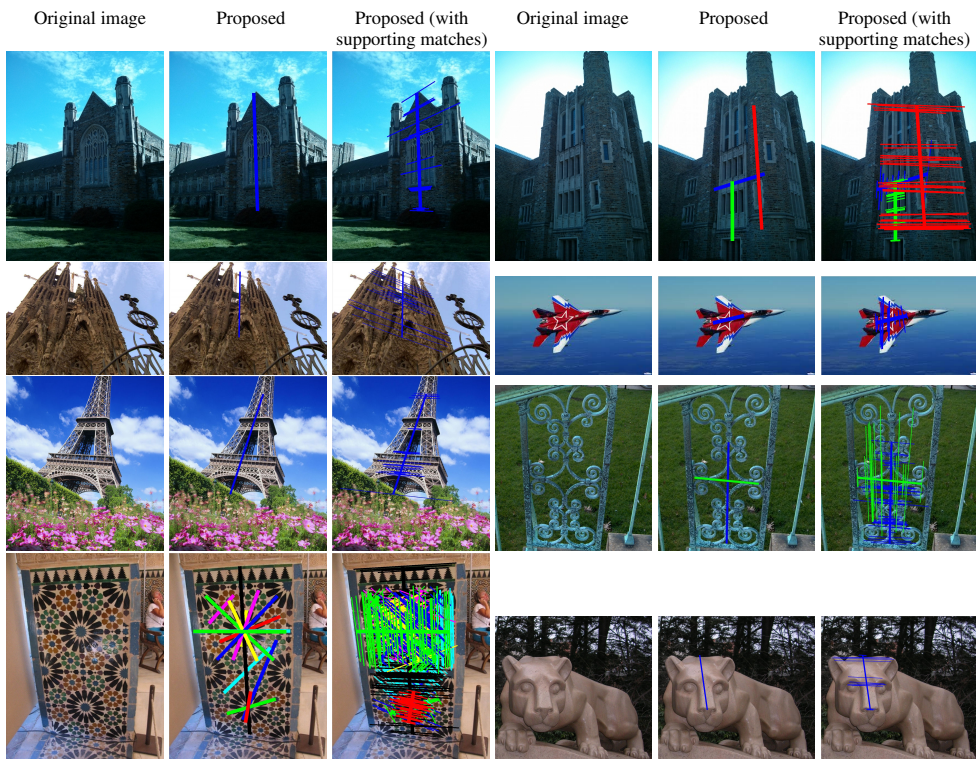 Original image
Proposed
Proposed (with
supporting matches)
Original image
Proposed
Proposed (with
supporting matches)